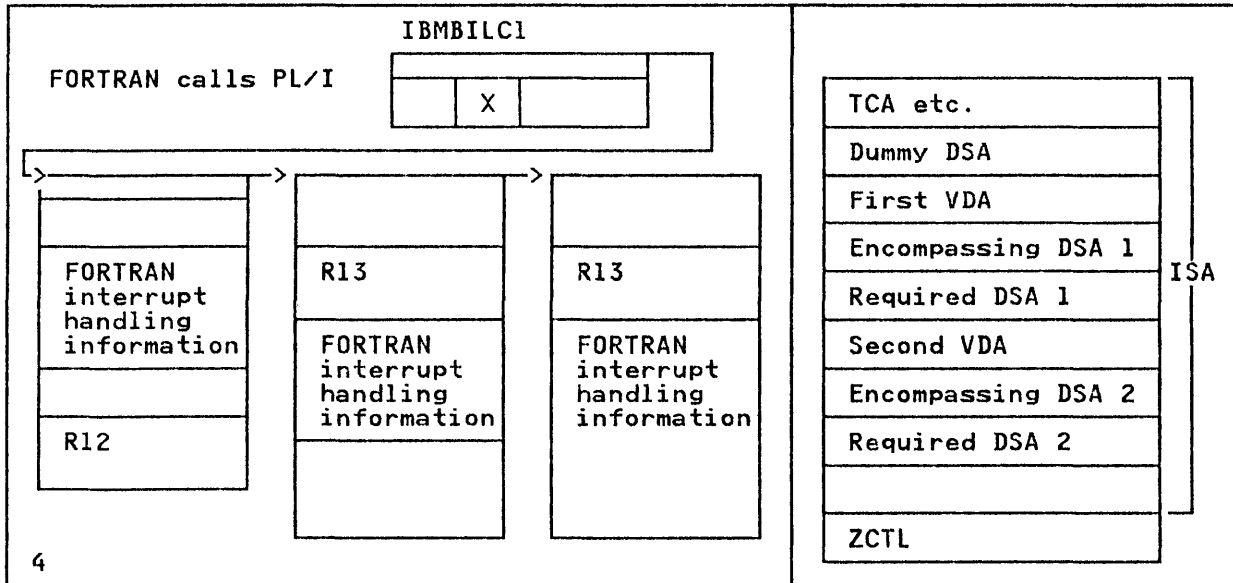 IBMBILC1
FORTRAN calls PL/I
X
FORTRAN
interrupt
handling
information
R12
R13
FORTRAN
interrupt
handling
information
R13
FORTRAN
interrupt
handling
information
4
TCA etc.
Dummy DSA
First VDA
Encompassing DSA 1
Required DSA 1
Second VDA
Encompassing DSA 2
Required DSA 2
ZCTL
ISA